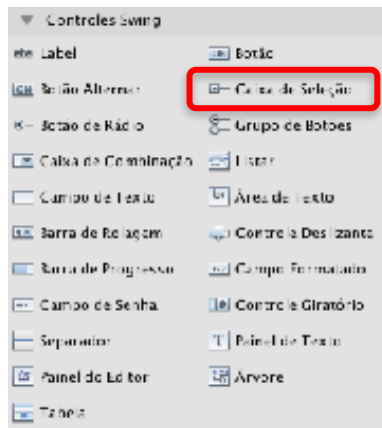 Controles Swing
Label Botão
Botão Alternar Caixa de Seleção
Botão de Rádio Grupo de Botões
Caixa de Combinação Listar
Campo de Texto Área de Texto
Barra de Rolagem Controle Deslizante
Barra de Progresso Campo Formatado
Campo de Senha Controle Giratório
Separador Painel de Texto
Painel do Editor Árvore
Tabela